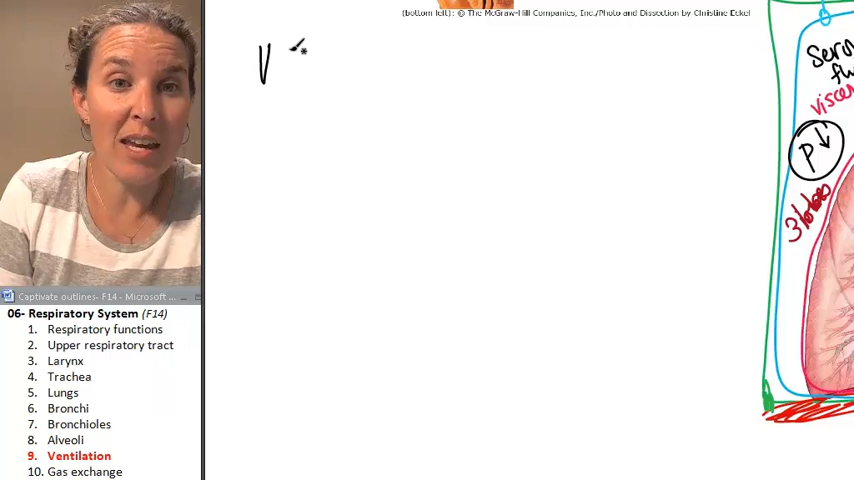 (bottom left): © The McGraw-Hill Companies, Inc./Photo and Dissection by Christine Eckel
V
P↓
3 lobes
Captivate outlines- F14 - Microsoft ...
06- Respiratory System (F14)
1. Respiratory functions
2. Upper respiratory tract
3. Larynx
4. Trachea
5. Lungs
6. Bronchi
7. Bronchioles
8. Alveoli
9. Ventilation
10. Gas exchange